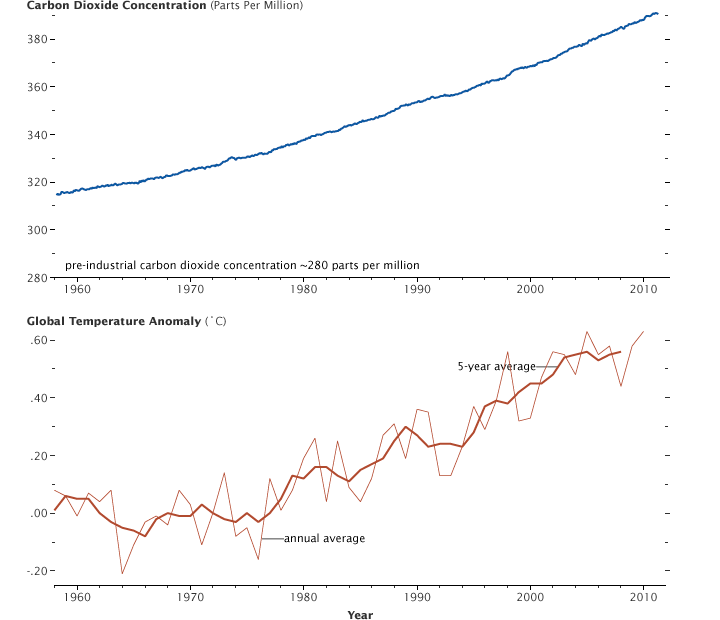 Carbon Dioxide Concentration (Parts Per Million)
380
360
340
320
300
pre-industrial carbon dioxide concentration ~280 parts per million
280
1960 1970 1980 1990 2000 2010
Global Temperature Anomaly (˚C)
.60
5-year average
.40
.20
.00
annual average
-.20
1960 1970 1980 1990 2000 2010
Year